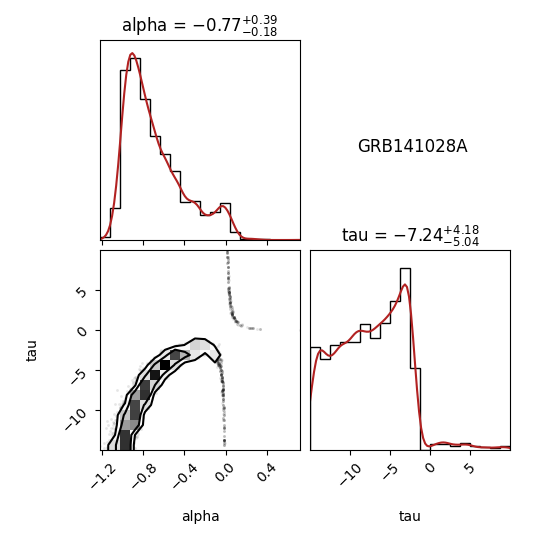 alpha = −0.77+0.39 −0.18
GRB141028A
tau = −7.24+4.18 −5.04
tau
5
0
−5
−10
−1.2 −0.8 −0.4 0.0 0.4
−10 −5 0 5
alpha tau